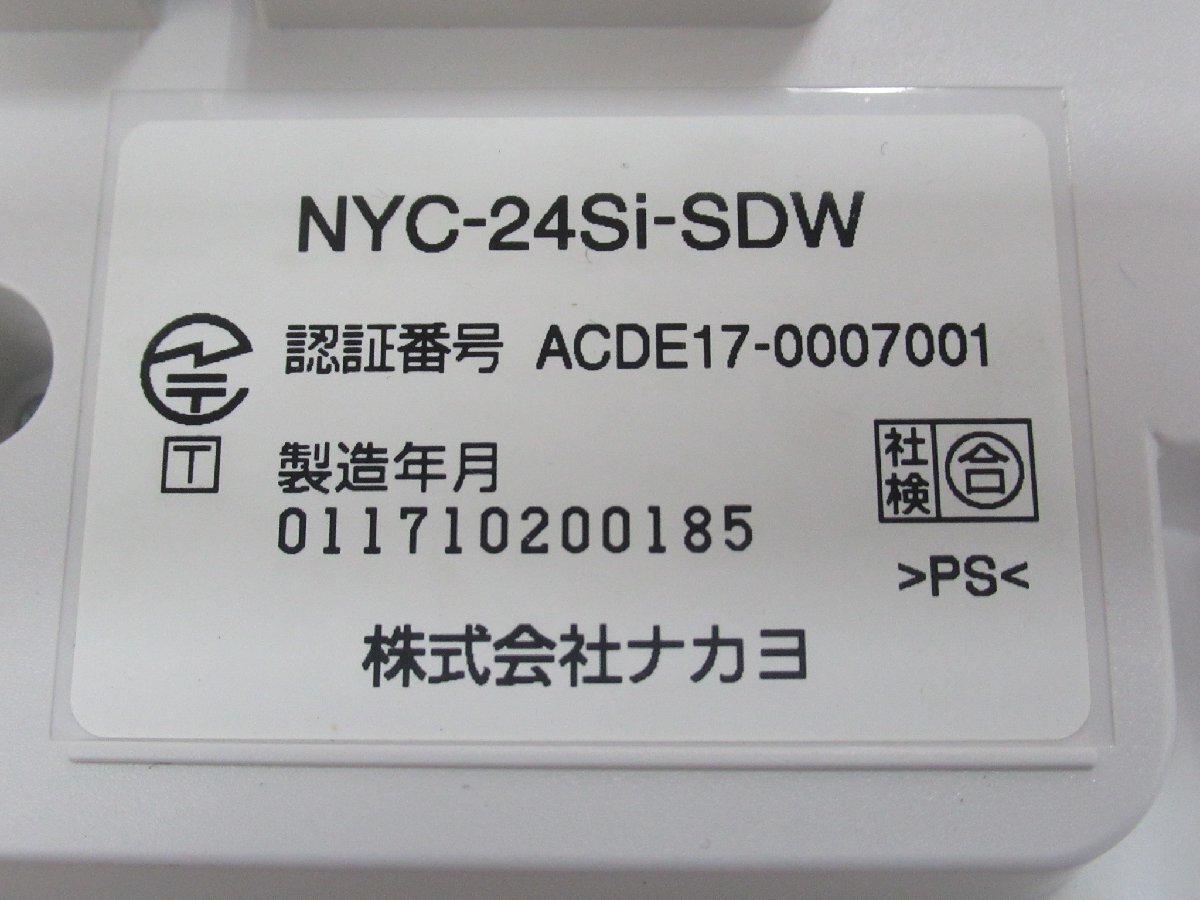 NYC-24Si-SDW
認証番号 ACDE17-0007001
T
製造年月
011710200185
社検 合
>PS<
株式会社ナカヨ